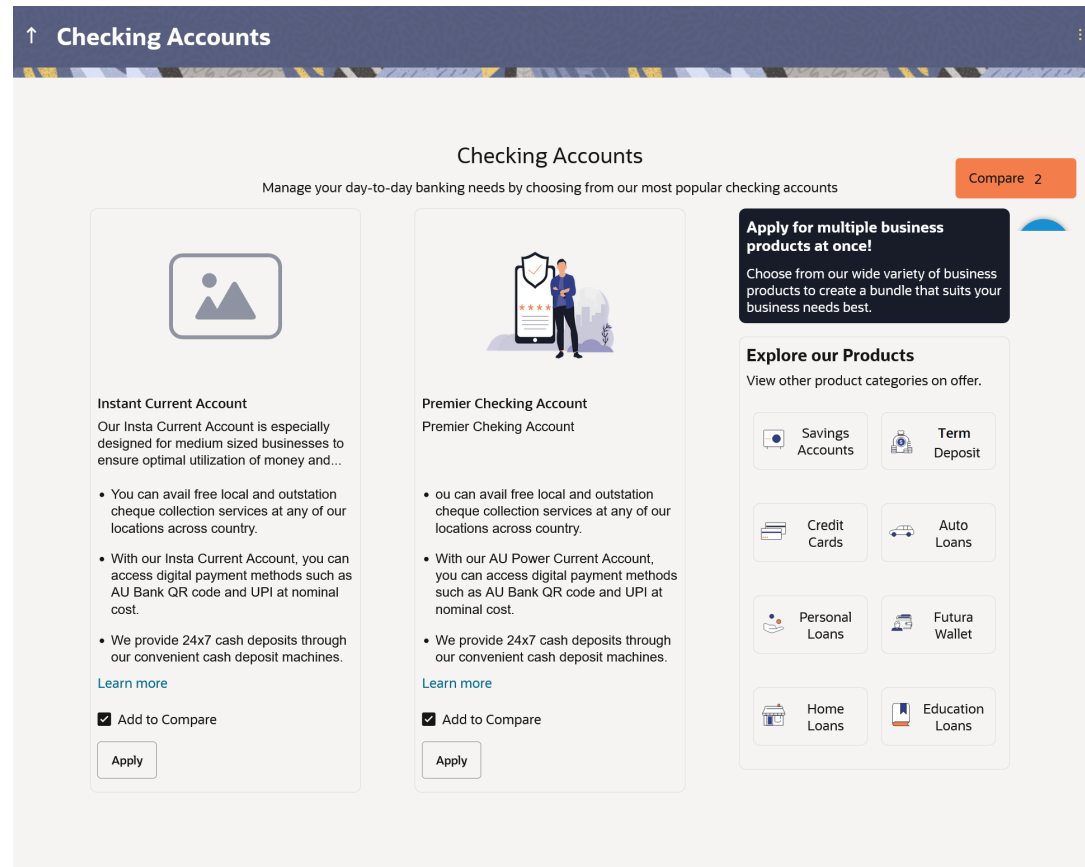 Checking Accounts
Checking Accounts
Manage your day-to-day banking needs by choosing from our most popular checking accounts
Compare 2
Instant Current Account
Our Insta Current Account is especially
designed for medium sized businesses to
ensure optimal utilization of money and...
• You can avail free local and outstation
cheque collection services at any of our
locations across country.
• With our Insta Current Account, you can
access digital payment methods such as
AU Bank QR code and UPI at nominal
cost.
• We provide 24x7 cash deposits through
our convenient cash deposit machines.
Learn more
Add to Compare
Apply
Premier Checking Account
Premier Cheking Account
• ou can avail free local and outstation
cheque collection services at any of our
locations across country.
• With our AU Power Current Account,
you can access digital payment methods
such as AU Bank QR code and UPI at
nominal cost.
• We provide 24x7 cash deposits through
our convenient cash deposit machines.
Learn more
Add to Compare
Apply
Apply for multiple business
products at once!
Choose from our wide variety of business
products to create a bundle that suits your
business needs best.
Explore our Products
View other product categories on offer.
Savings
Accounts
Term
Deposit
Credit
Cards
Auto
Loans
Personal
Loans
Futura
Wallet
Home
Loans
Education
Loans